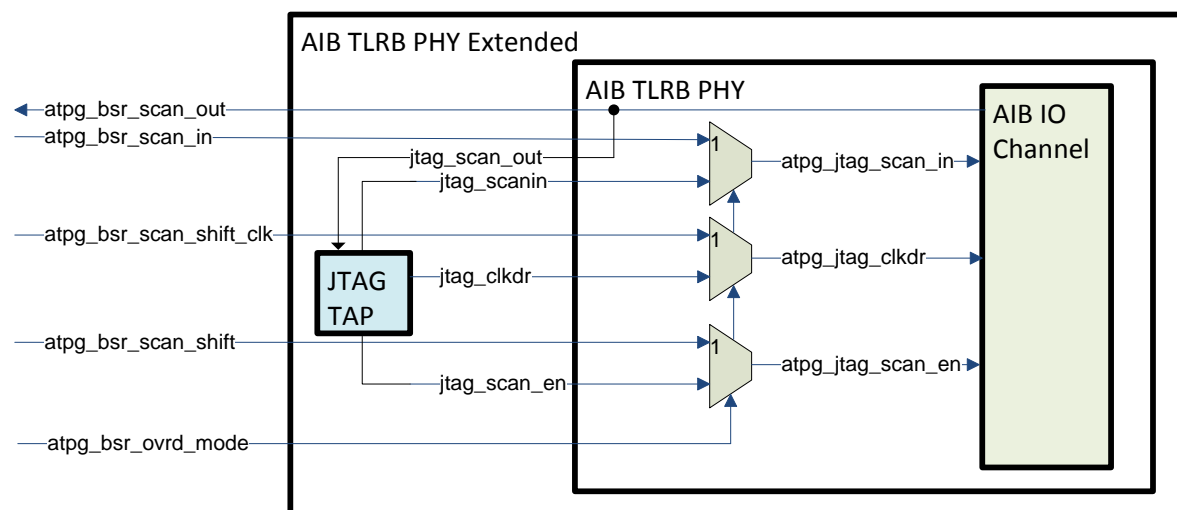 AIB TLRB PHY Extended
AIB TLRB PHY
atpg_bsr_scan_out
AIB IO
Channel
atpg_bsr_scan_in
1
jtag_scan_out
atpg_jtag_scan_in
jtag_scanin
atpg_bsr_scan_shift_clk
1
atpg_jtag_clkdr
JTAG
TAP
jtag_clkdr
atpg_bsr_scan_shift
1
atpg_jtag_scan_en
jtag_scan_en
atpg_bsr_ovrd_mode